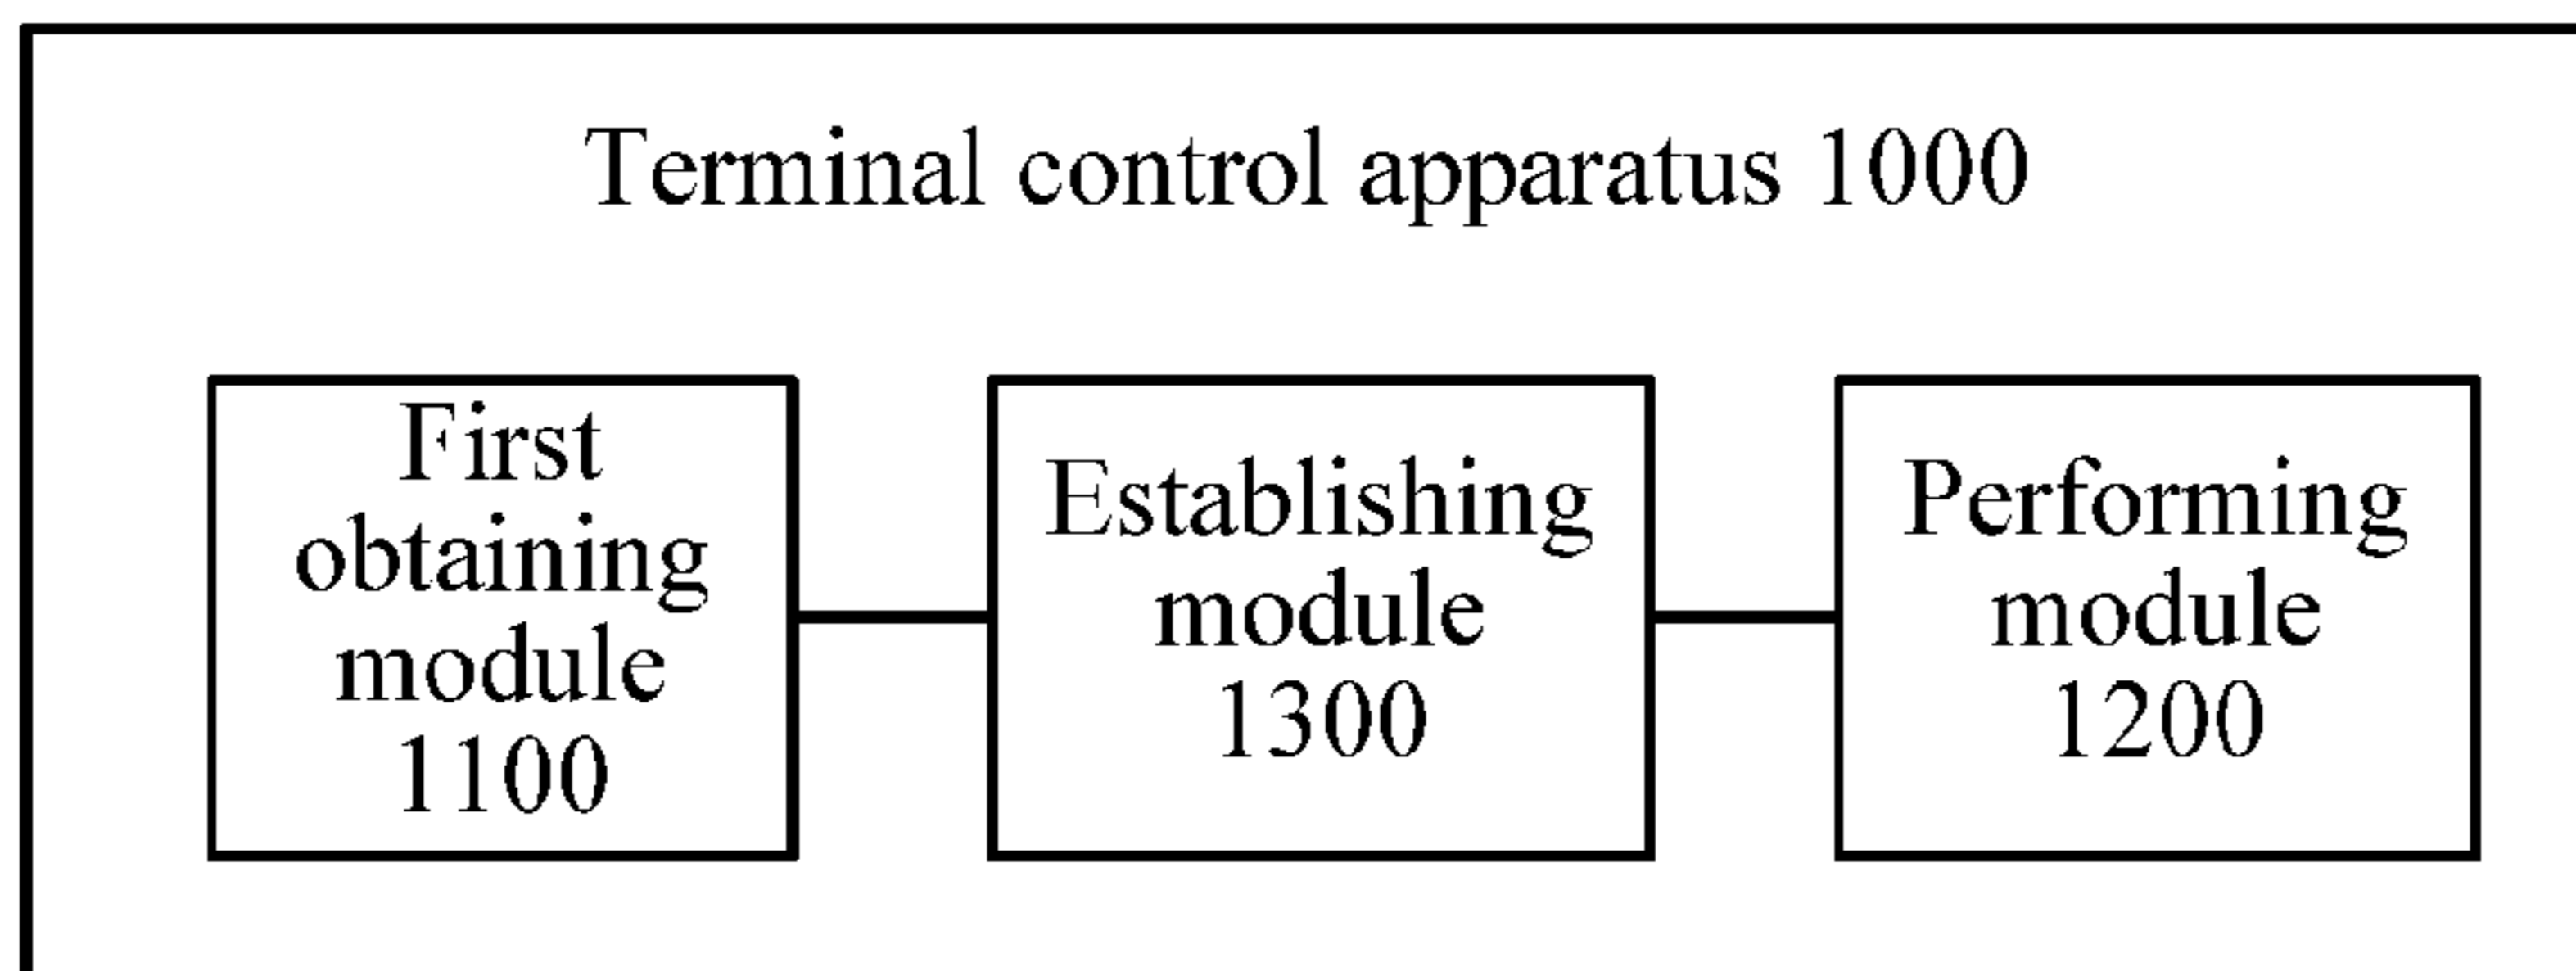 Terminal control apparatus 1000
First
obtaining
module
1100
Establishing
module
1300
Performing
module
1200